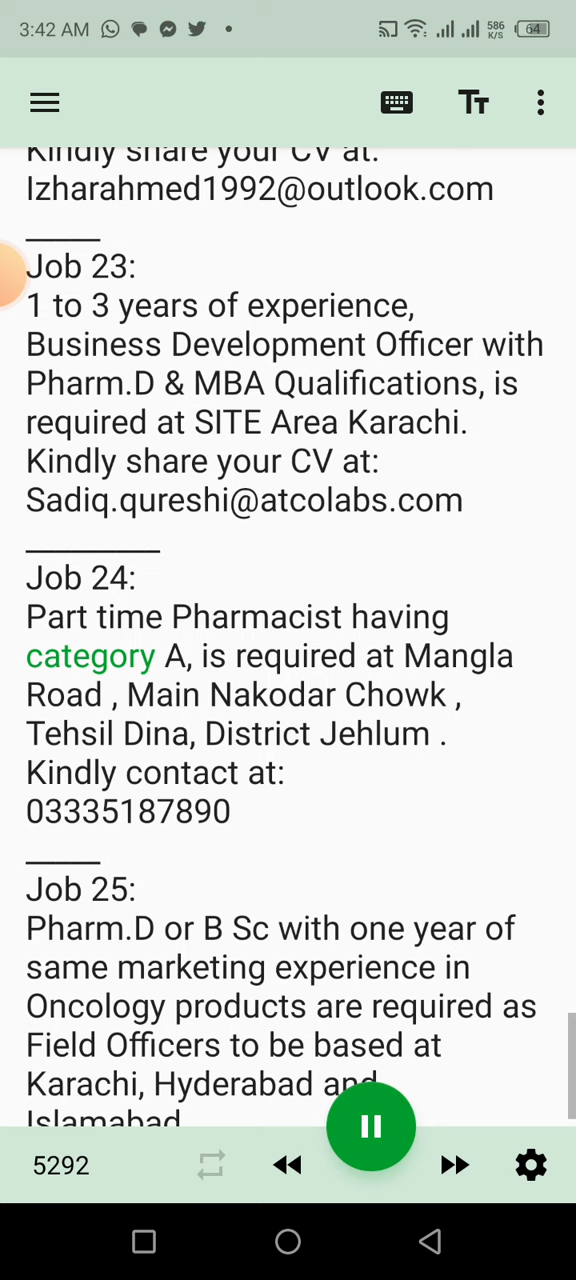 3:42 AM
586
K/S
64
Tт
Kindly share your CV at:
Izharahmed1992@outlook.com
Job 23:
1 to 3 years of experience,
Business Development Officer with
Pharm.D & MBA Qualifications, is
required at SITE Area Karachi.
Kindly share your CV at:
Sadiq.qureshi@atcolabs.com
Job 24:
Part time Pharmacist having
category A, is required at Mangla
Road , Main Nakodar Chowk ,
Tehsil Dina, District Jehlum .
Kindly contact at:
03335187890
Job 25:
Pharm.D or B Sc with one year of
same marketing experience in
Oncology products are required as
Field Officers to be based at
Karachi, Hyderabad and
Islamabad
5292